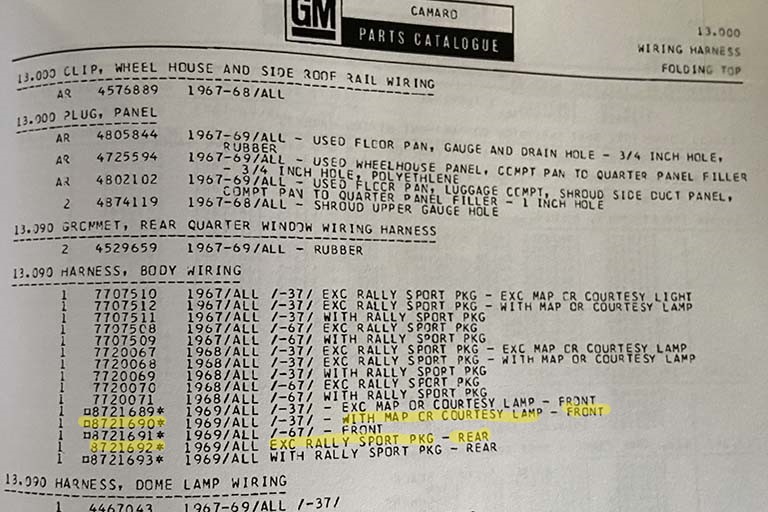 GM
CAMARO
PARTS CATALOGUE
13.000
WIRING HARNESS
FOLDING TOP
13.000 CLIP, WHEEL HOUSE AND SIDE ROOF RAIL WIRING
AR 4576889 1967-68/ALL
13.000 PLUG, PANEL
AR 4805844 1967-69/ALL - USED FLCOR PAN, GAUGE AND DRAIN HOLE - 3/4 INCH HOLE,
RUBBER
AR 4725594 1967-69/ALL - USED WHEELHOUSE PANEL, CCMPT PAN TO QUARTER PANEL FILLER
- 3/4 INCH HOLE, POLYETHLENE
AR 4802102 1967-69/ALL - USED FLCCR PAN, LUGGAGE CCMPT, SHROUD SIDE DUCT PANEL,
COMPT PAN TO QUARTER PANEL FILLER - 1 INCH HOLE
2 4874119 1967-68/ALL - SHROUD UPPER GAUGE HOLE
13.090 GRCMMET, REAR QUARTER WINDOW WIRING HARNESS
2 4529659 1967-69/ALL - RUBBER
13.090 HARNESS, BODY WIRING
1 7707510 1967/ALL /-37/ EXC RALLY SPORT PKG - EXC MAP CR COURTESY LIGHT
1 7707512 1967/ALL /-37/ EXC RALLY SPORT PKG - WITH MAP OR COURTESY LAMP
1 7707511 1967/ALL /-37/ WITH RALLY SPORT PKG
1 7707508 1967/ALL /-67/ EXC RALLY SPORT PKG
1 7707509 1967/ALL /-67/ WITH RALLY SPORT PKG
1 7720067 1968/ALL /-37/ EXC RALLY SPORT PKG - EXC MAP CR COURTESY LAMP
1 7720068 1968/ALL /-37/ EXC RALLY SPORT PKG - WITH MAP OR COURTESY LAMP
1 7720069 1968/ALL /-37/ WITH RALLY SPORT PKG
1 7720070 1968/ALL /-67/ EXC RALLY SPCRT PKG
1 7720071 1968/ALL /-67/ WITH RALLY SPORT PKG
1 ¤8721689* 1969/ALL /-37/ - EXC MAP OR COURTESY LAMP - FRONT
1 ¤8721690* 1969/ALL /-37/ - WITH MAP CR COURTESY LAMP - FRONT
1 ¤8721691* 1969/ALL /-67/ - FRONT
1 8721692* 1969/ALL EXC RALLY SPORT PKG - REAR
1 ¤8721693* 1969/ALL WITH RALLY SPORT PKG - REAR
13.090 HARNESS, DOME LAMP WIRING
1 4467043 1967-69/ALL /-37/